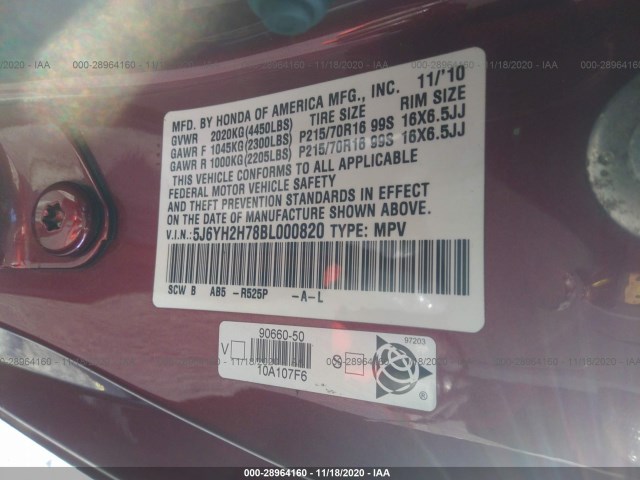 000-28964160 - 11/18/2020 - IAA
MFD. BY HONDA OF AMERICA MFG., INC. 11/'10
GVWR 2020KG(4450LBS) TIRE SIZE RIM SIZE
GAWR F 1045KG(2300LBS) P215/70R16 99S 16X6.5JJ
GAWR R 1000KG(2205LBS) P215/70R16 99S 16X6.5JJ
THIS VEHICLE CONFORMS TO ALL APPLICABLE
FEDERAL MOTOR VEHICLE SAFETY
AND THEFT PREVENTION STANDARDS IN EFFECT
ON THE DATE OF MANUFACTURE SHOWN ABOVE.
V.I.N.: 5J6YH2H78BL000820 TYPE: MPV
SCW B AB5 -R525P -A-L
90660-50
V S
10A107F6
97203
®
000-28964160 - 11/18/2020 - IAA